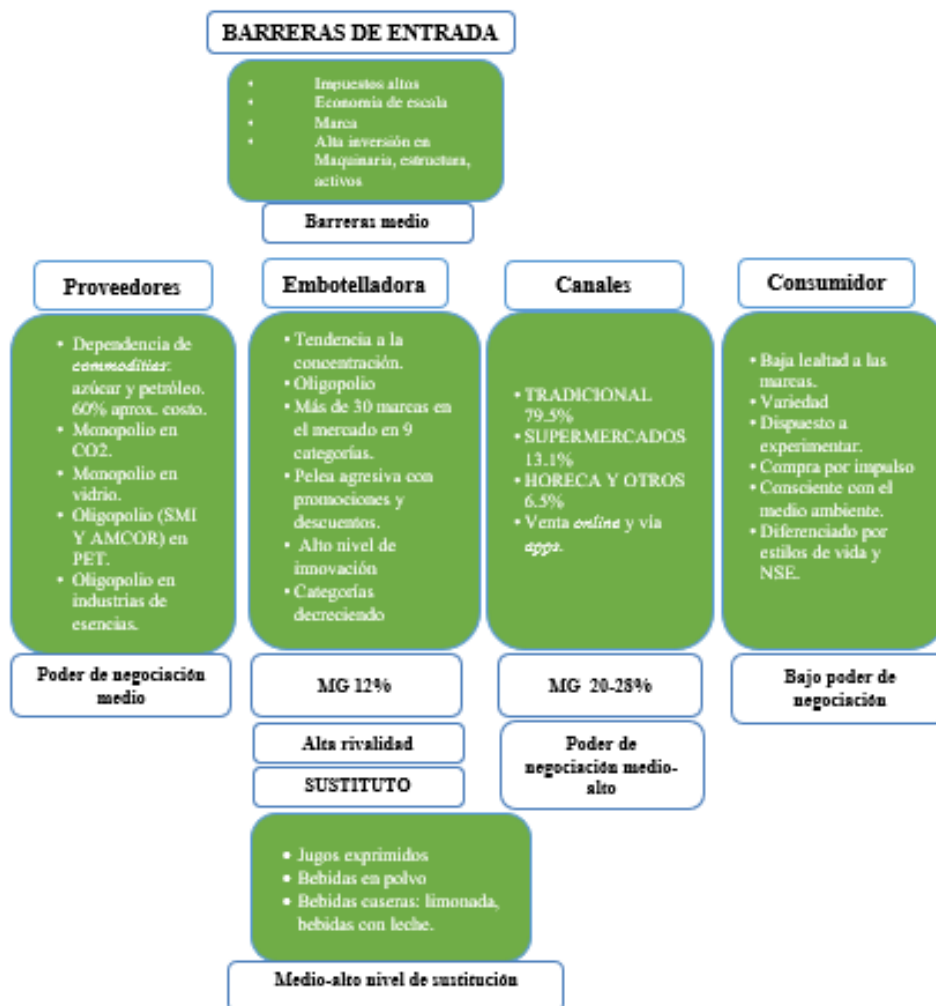 BARRERAS DE ENTRADA
• Impuestos altos
• Economía de escala
• Marca
• Alta inversión en
Maquinaria, estructura,
activos
Barreras medio
Proveedores
• Dependencia de
commodities:
azúcar y petróleo.
60% aprox. costo.
• Monopolio en
CO2.
• Monopolio en
vidrio.
• Oligopolio (SMI
Y AMCOR) en
PET.
• Oligopolio en
industrias de
esencias.
Poder de negociación
medio
Embotelladora
• Tendencia a la
concentración.
• Oligopolio
• Más de 30 marcas en
el mercado en 9
categorías.
• Pelea agresiva con
promociones y
descuentos.
• Alto nivel de
innovación
• Categorías
decreciendo
MG 12%
Alta rivalidad
Canales
• TRADICIONAL
79.5%
• SUPERMERCADOS
13.1%
• HORECA Y OTROS
6.5%
• Venta online y vía
apps.
MG 20-28%
Poder de
negociación medio-
alto
Consumidor
• Baja lealtad a las
marcas.
• Variedad
• Dispuesto a
experimentar.
• Compra por impulso
• Consciente con el
medio ambiente.
• Diferenciado por
estilos de vida y
NSE.
Bajo poder de
negociación
SUSTITUTO
• Jugos exprimidos
• Bebidas en polvo
• Bebidas caseras: limonada,
bebidas con leche.
Medio-alto nivel de sustitución